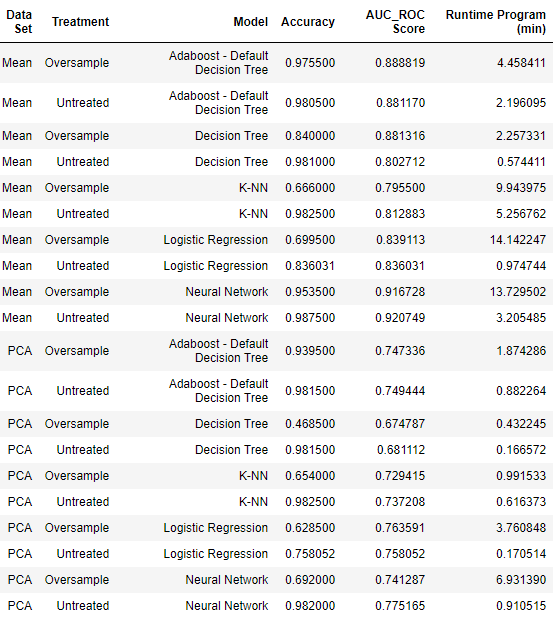 Data Set Treatment Model Accuracy AUC_ROC Score Runtime Program (min)
Mean Oversample Adaboost - Default Decision Tree 0.975500 0.888819 4.458411
Mean Untreated Adaboost - Default Decision Tree 0.980500 0.881170 2.196095
Mean Oversample Decision Tree 0.840000 0.881316 2.257331
Mean Untreated Decision Tree 0.981000 0.802712 0.574411
Mean Oversample K-NN 0.666000 0.795500 9.943975
Mean Untreated K-NN 0.982500 0.812883 5.256762
Mean Oversample Logistic Regression 0.699500 0.839113 14.142247
Mean Untreated Logistic Regression 0.836031 0.836031 0.974744
Mean Oversample Neural Network 0.953500 0.916728 13.729502
Mean Untreated Neural Network 0.987500 0.920749 3.205485
PCA Oversample Adaboost - Default Decision Tree 0.939500 0.747336 1.874286
PCA Untreated Adaboost - Default Decision Tree 0.981500 0.749444 0.882264
PCA Oversample Decision Tree 0.468500 0.674787 0.432245
PCA Untreated Decision Tree 0.981500 0.681112 0.166572
PCA Oversample K-NN 0.654000 0.729415 0.991533
PCA Untreated K-NN 0.982500 0.737208 0.616373
PCA Oversample Logistic Regression 0.628500 0.763591 3.760848
PCA Untreated Logistic Regression 0.758052 0.758052 0.170514
PCA Oversample Neural Network 0.692000 0.741287 6.931390
PCA Untreated Neural Network 0.982000 0.775165 0.910515